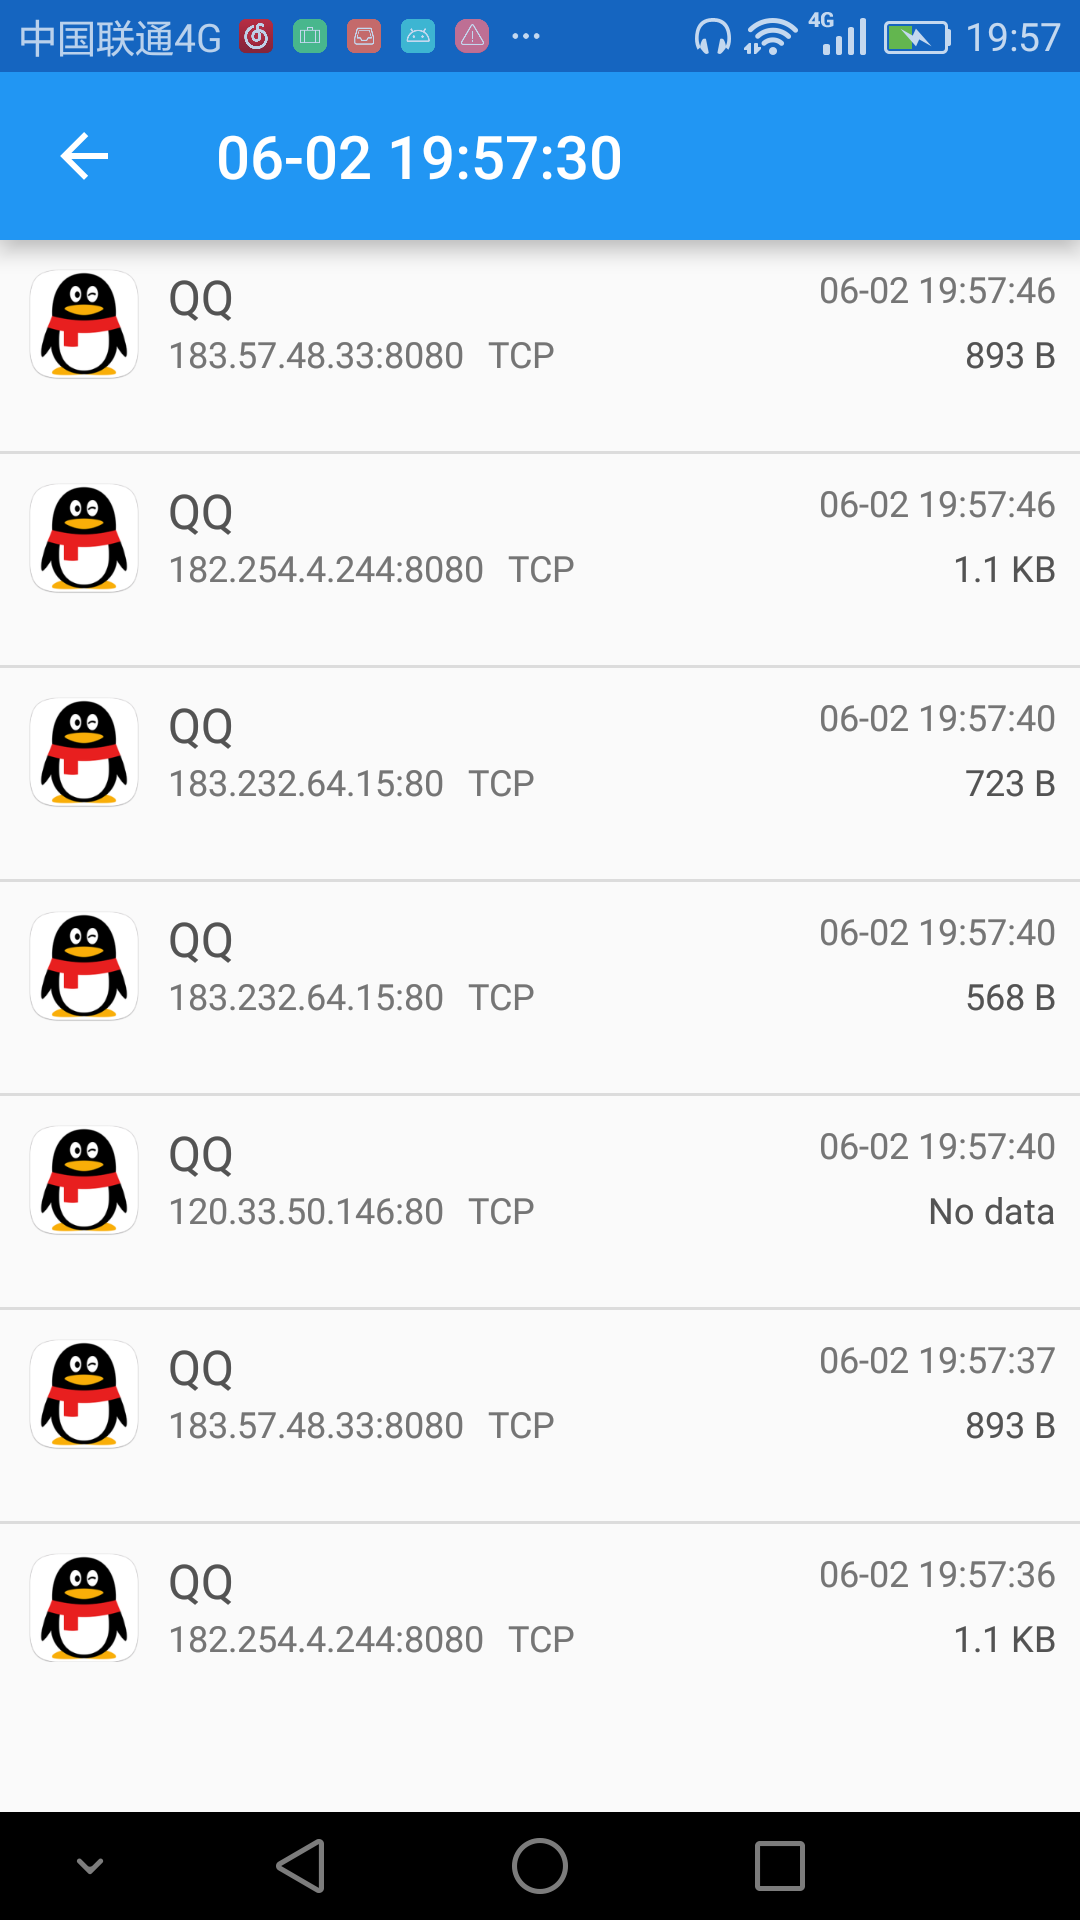 中国联通4G 4G 19:57
06-02 19:57:30
QQ 06-02 19:57:46
183.57.48.33:8080 TCP 893 B
QQ 06-02 19:57:46
182.254.4.244:8080 TCP 1.1 KB
QQ 06-02 19:57:40
183.232.64.15:80 TCP 723 B
QQ 06-02 19:57:40
183.232.64.15:80 TCP 568 B
QQ 06-02 19:57:40
120.33.50.146:80 TCP No data
QQ 06-02 19:57:37
183.57.48.33:8080 TCP 893 B
QQ 06-02 19:57:36
182.254.4.244:8080 TCP 1.1 KB